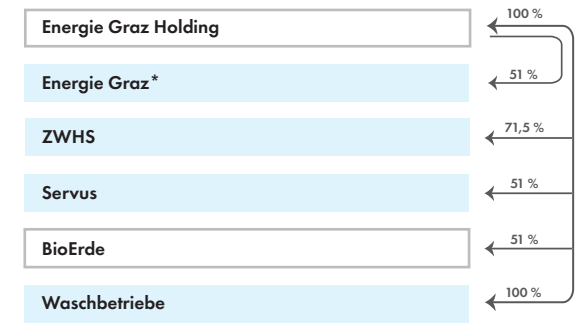 Energie Graz Holding 100 %
Energie Graz* 51 %
ZWHS 71,5 %
Servus 51 %
BioErde 51 %
Waschbetriebe 100 %